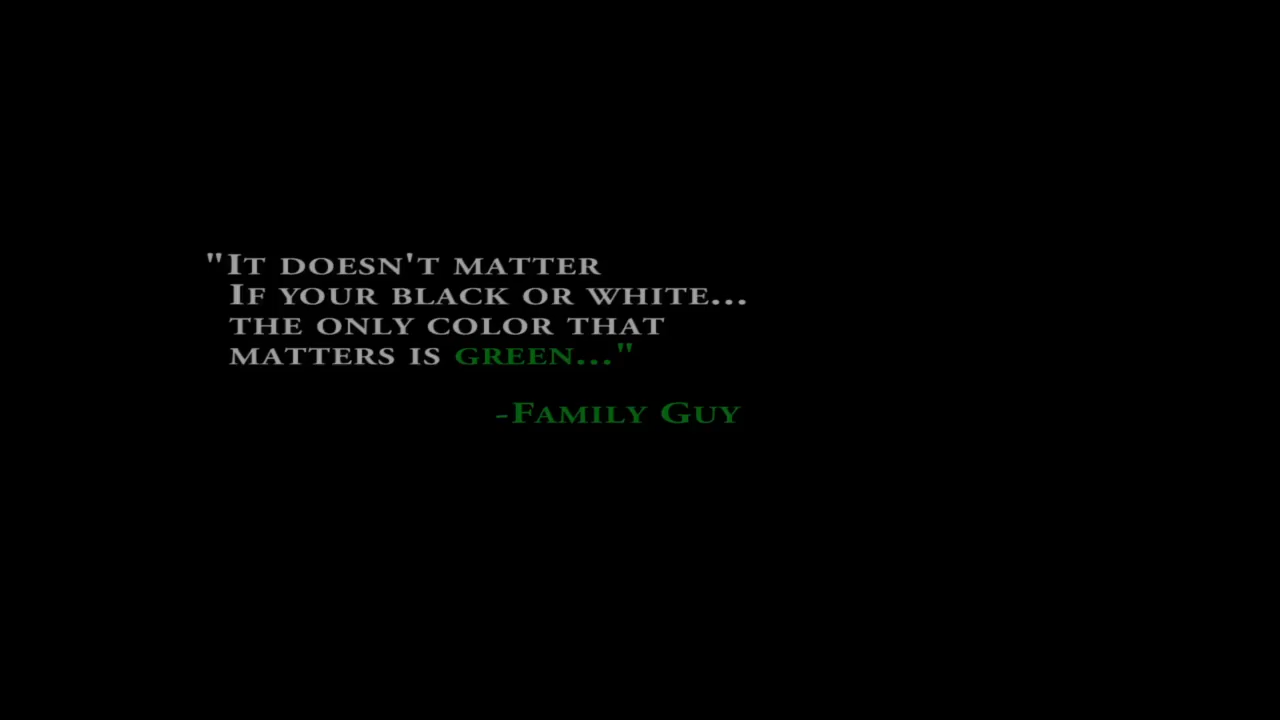 "It doesn't matter
If your black or white...
the only color that
matters is green..."
-Family Guy